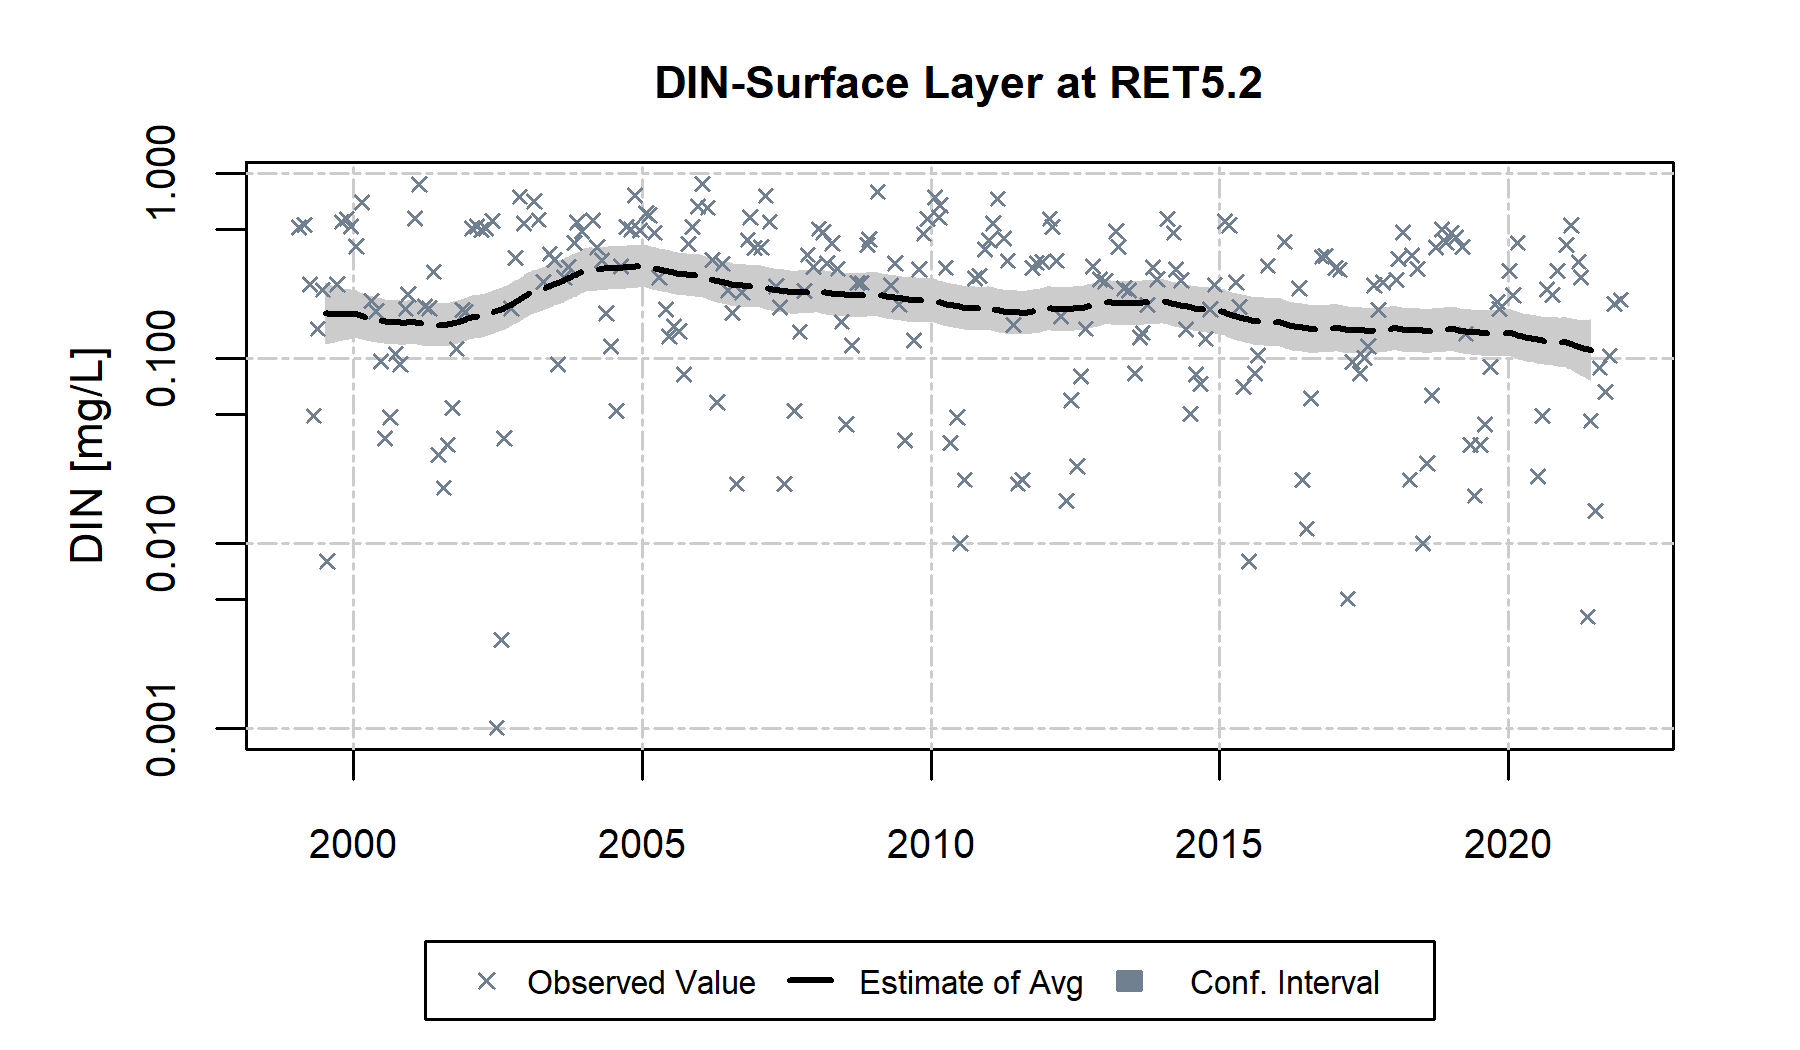 DIN-Surface Layer at RET5.2
DIN [mg/L]
1.000
0.100
0.010
0.001
2000 2005 2010 2015 2020
Observed Value Estimate of Avg Conf. Interval